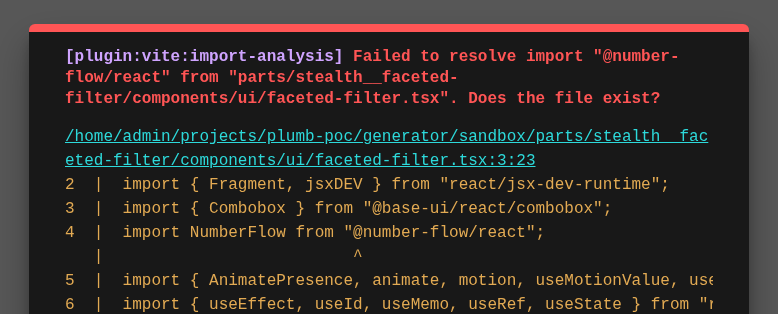 [plugin:vite:import-analysis] Failed to resolve import "@number-
flow/react" from "parts/stealth__faceted-
filter/components/ui/faceted-filter.tsx". Does the file exist?
/home/admin/projects/plumb-poc/generator/sandbox/parts/stealth__fac
eted-filter/components/ui/faceted-filter.tsx:3:23
2  |  import { Fragment, jsxDEV } from "react/jsx-dev-runtime";
3  |  import { Combobox } from "@base-ui/react/combobox";
4  |  import NumberFlow from "@number-flow/react";
   |                          ^
5  |  import { AnimatePresence, animate, motion, useMotionValue, use
6  |  import { useEffect, useId, useMemo, useRef, useState } from "r